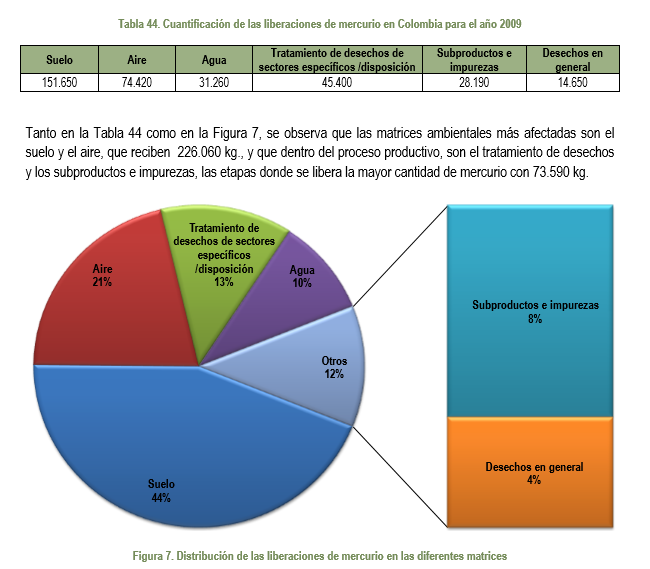 Tabla 44. Cuantificación de las liberaciones de mercurio en Colombia para el año 2009
Suelo
Aire
Agua
Tratamiento de desechos de
sectores específicos /disposición
Subproductos e
impurezas
Desechos en
general
151.650
74.420
31.260
45.400
28.190
14.650
Tanto en la Tabla 44 como en la Figura 7, se observa que las matrices ambientales más afectadas son el
suelo y el aire, que reciben 226.060 kg., y que dentro del proceso productivo, son el tratamiento de desechos
y los subproductos e impurezas, las etapas donde se libera la mayor cantidad de mercurio con 73.590 kg.
Tratamiento de
desechos de sectores
específicos
/disposición
13%
Aire
21%
Agua
10%
Otros
12%
Suelo
44%
Subproductos e impurezas
8%
Desechos en general
4%
Figura 7. Distribución de las liberaciones de mercurio en las diferentes matrices